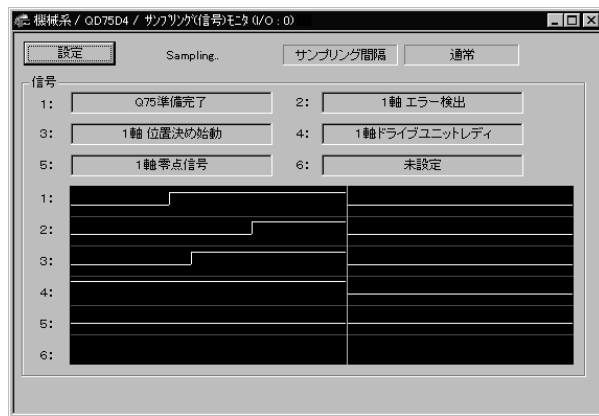 機械系 / QD75D4 / サンプリング(信号)モニタ (I/O : 0)
設定 Sampling.. サンプリング間隔 通常
信号
1: Q75準備完了 2: 1軸 エラー検出
3: 1軸 位置決め始動 4: 1軸ドライブユニットレディ
5: 1軸零点信号 6: 未設定
1:
2:
3:
4:
5:
6: